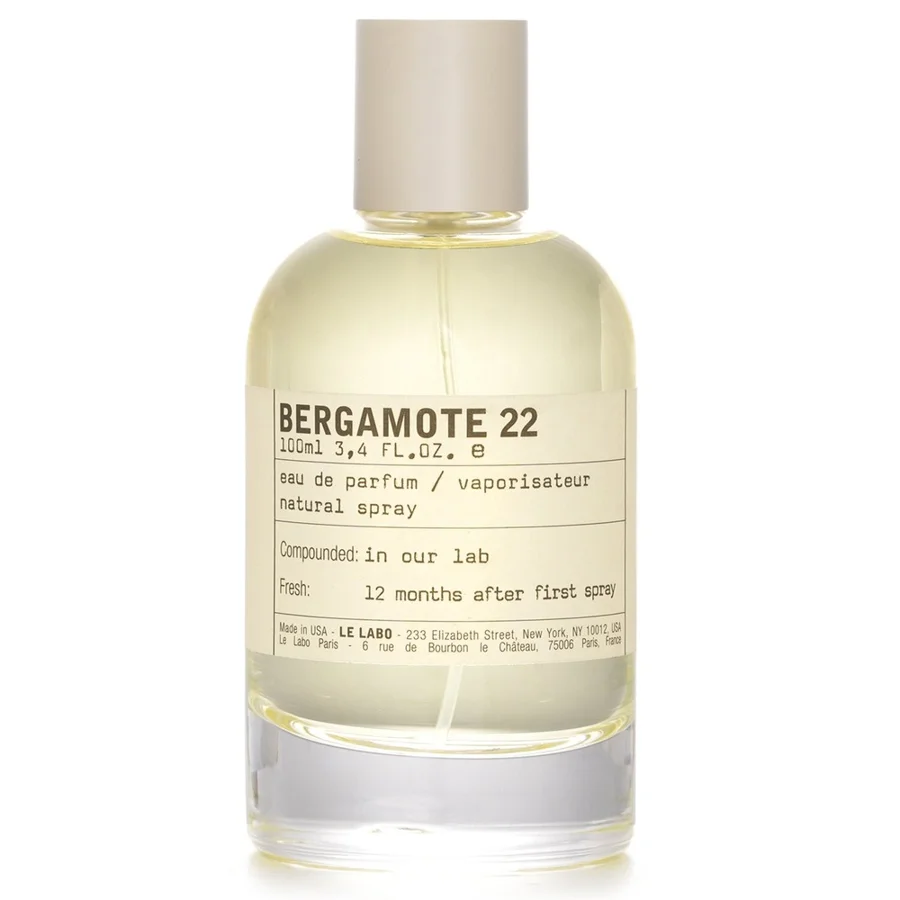 BERGAMOTE 22
100ml 3,4 FL.OZ. e
eau de parfum / vaporisateur
natural spray
Compounded: in our lab
Fresh: 12 months after first spray
Made in USA - LE LABO - 233 Elizabeth Street, New York, NY 10012, USA
Le Labo Paris - 6 rue de Bourbon le Château, 75006 Paris, France